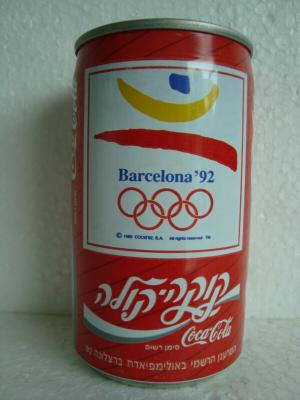 Barcelona '92
© 1988 COOB'92, S.A. All rights reserved TM
קוקה-קולה
Coca-Cola
סימן רשום
המרענן הרשמי באולימפיאדת ברצלונה 92